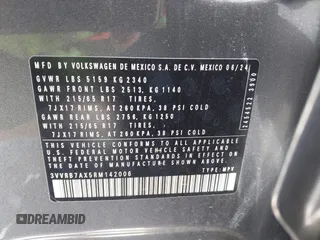 MFD BY VOLKSWAGEN DE MEXICO S.A. DE C.V. MEXICO 06/24
GVWR LBS 5159 KG 2340
GAWR FRONT LBS 2513, KG 1140
WITH 215/65 R17 TIRES,
7JX17 RIMS, AT 260 KPA, 38 PSI COLD
GAWR REAR LBS 2756, KG 1250
WITH 215/65 R17 TIRES,
7JX17 RIMS, AT 260 KPA, 38 PSI COLD
THIS VEHICLE CONFORMS TO ALL APPLICABLE
U.S. FEDERAL MOTOR VEHICLE SAFETY AND
THEFT PREVENTION STANDARDS IN EFFECT ON
THE DATE OF MANUFACTURE SHOWN ABOVE.
3VVRB7AX5RM142006 TYPE: MPV
DREAMBID